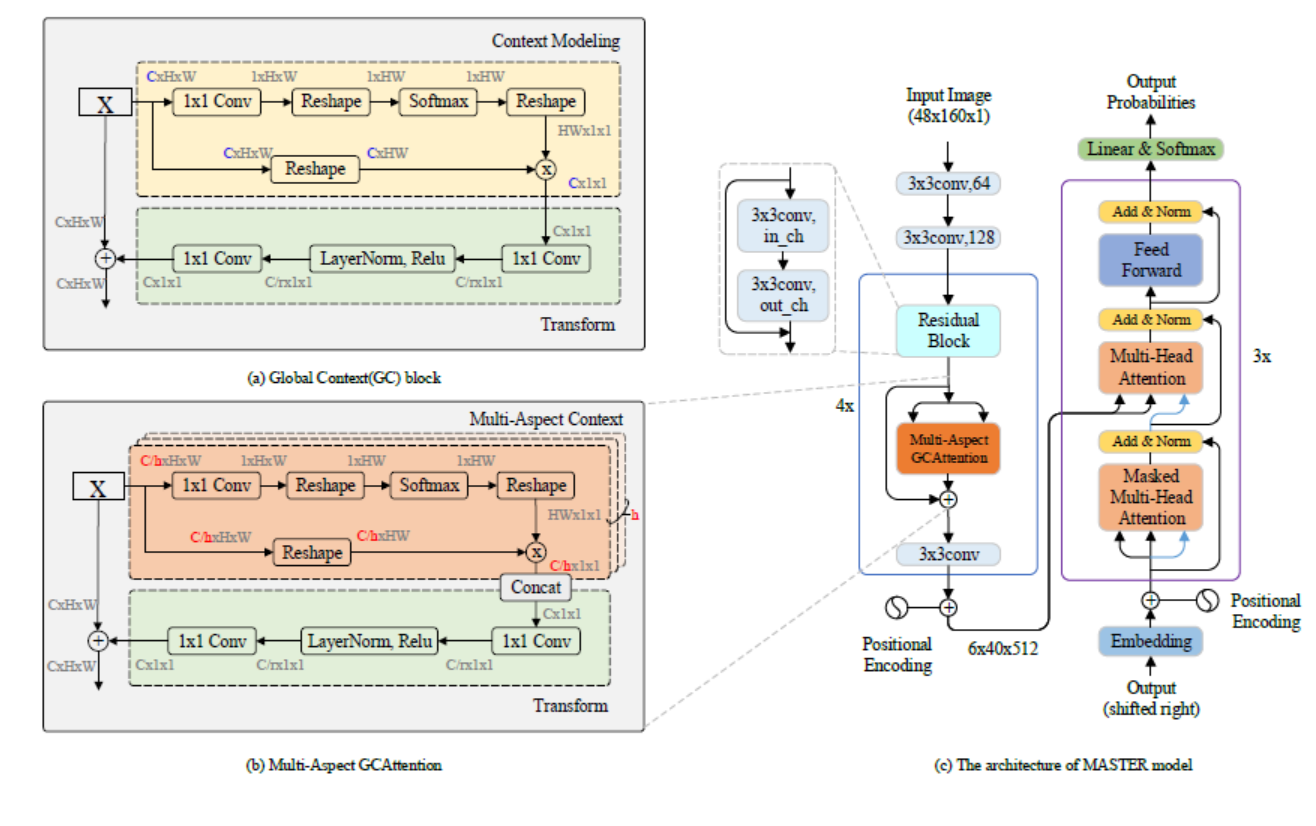 Context Modeling
CxHxW 1xHxW 1xHW 1xHW
X 1x1 Conv Reshape Softmax Reshape
HWx1x1
CxHxW CxHW
Reshape x
Cx1x1
CxHxW
Cx1x1
+ 1x1 Conv LayerNorm, Relu 1x1 Conv
CxHxW Cx1x1 C/rx1x1 C/rx1x1
Transform
(a) Global Context(GC) block
Multi-Aspect Context
C/hxHxW 1xHxW 1xHW 1xHW
X 1x1 Conv Reshape Softmax Reshape
HWx1x1 h
C/hxHxW C/hxHW
Reshape x
C/hx1x1
Concat
CxHxW Cx1x1
+ 1x1 Conv LayerNorm, Relu 1x1 Conv
CxHxW Cx1x1 C/rx1x1 C/rx1x1
Transform
(b) Multi-Aspect GCAttention
Input Image
(48x160x1)
3x3conv,64
3x3conv,128
3x3conv,
in_ch
3x3conv,
out_ch
Residual
Block
4x
Multi-Aspect
GCAttention
+
3x3conv
+
Positional
Encoding
6x40x512
Output
Probabilities
Linear & Softmax
Add & Norm
Feed
Forward
Add & Norm
Multi-Head
Attention
3x
Add & Norm
Masked
Multi-Head
Attention
+
Positional
Encoding
Embedding
Output
(shifted right)
(c) The architecture of MASTER model